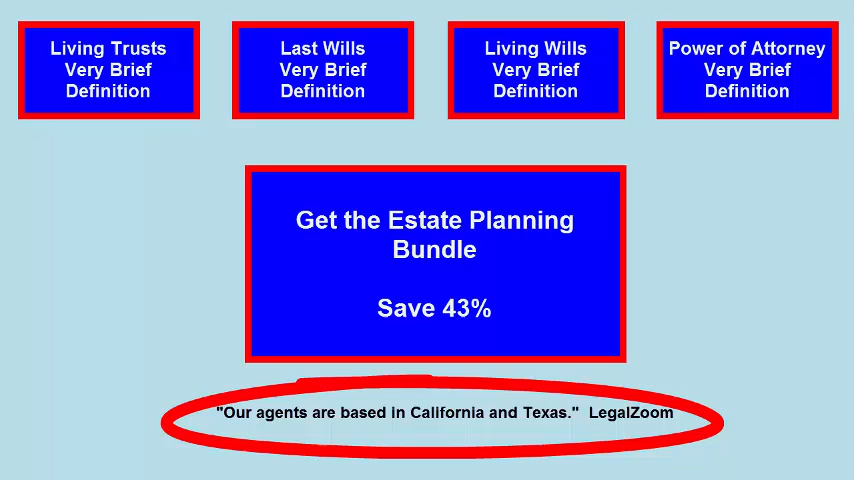 Living Trusts
Very Brief
Definition
Last Wills
Very Brief
Definition
Living Wills
Very Brief
Definition
Power of Attorney
Very Brief
Definition
Get the Estate Planning
Bundle
Save 43%
"Our agents are based in California and Texas." LegalZoom